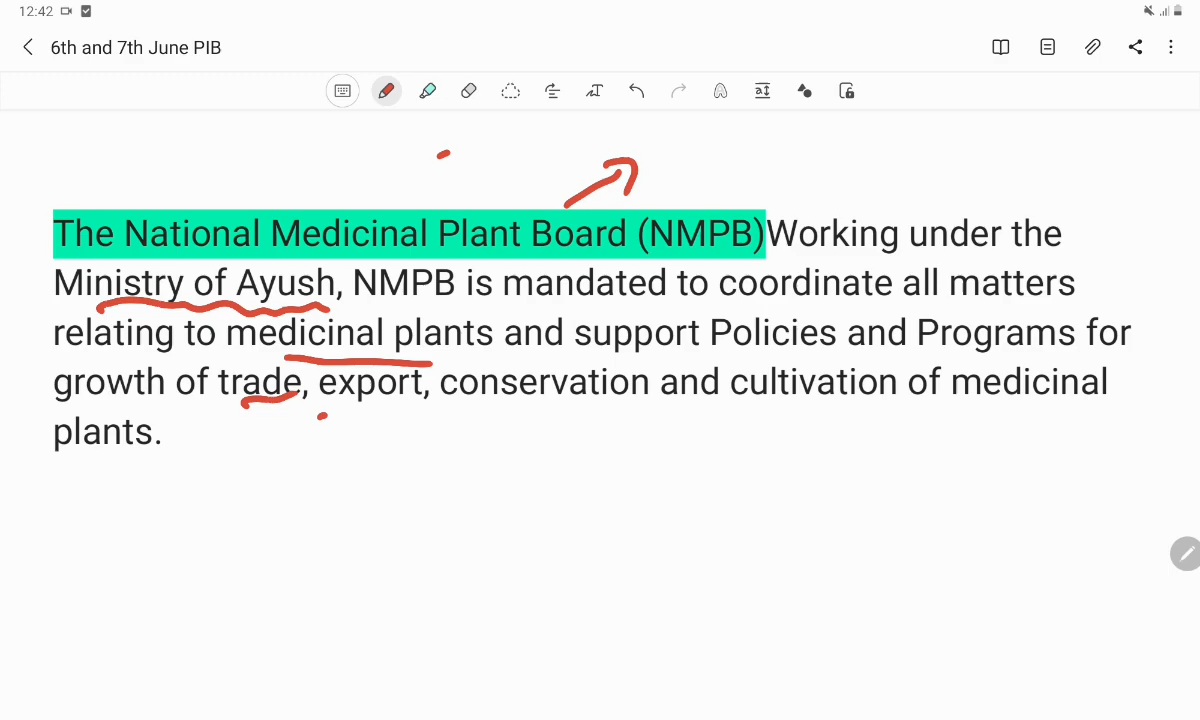 12:42
6th and 7th June PIB
The National Medicinal Plant Board (NMPB)Working under the
Ministry of Ayush, NMPB is mandated to coordinate all matters
relating to medicinal plants and support Policies and Programs for
growth of trade, export, conservation and cultivation of medicinal
plants.